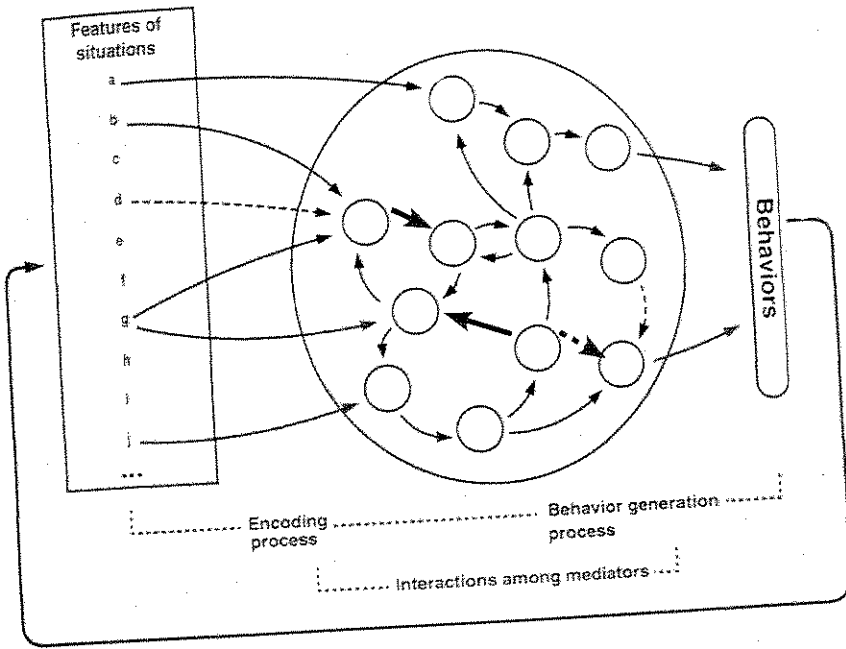 Features of
situations
a
b
c
d
e
f
g
h
i
j
...
Behaviors
Encoding
process
Behavior generation
process
Interactions among mediators